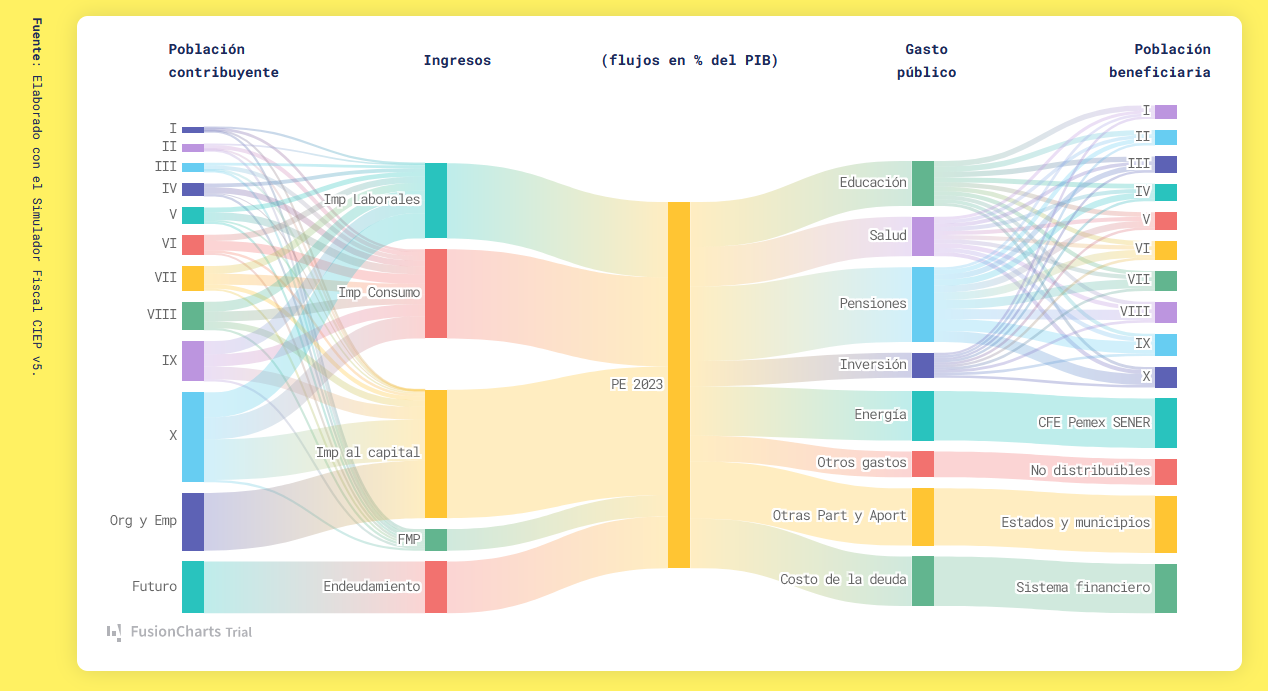 Fuente: Elaborado con el Simulador Fiscal CIEP v5.
Población
contribuyente
Ingresos
(flujos en % del PIB)
Gasto
público
Población
beneficiaria
I
II
III
IV
V
VI
VII
VIII
IX
X
Org y Emp
Futuro
Imp Laborales
Imp Consumo
Imp al capital
FMP
Endeudamiento
PE 2023
Educación
Salud
Pensiones
Inversión
Energía
Otros gastos
Otras Part y Aport
Costo de la deuda
I
II
III
IV
V
VI
VII
VIII
IX
X
CFE Pemex SENER
No distribuibles
Estados y municipios
Sistema financiero
FusionCharts Trial